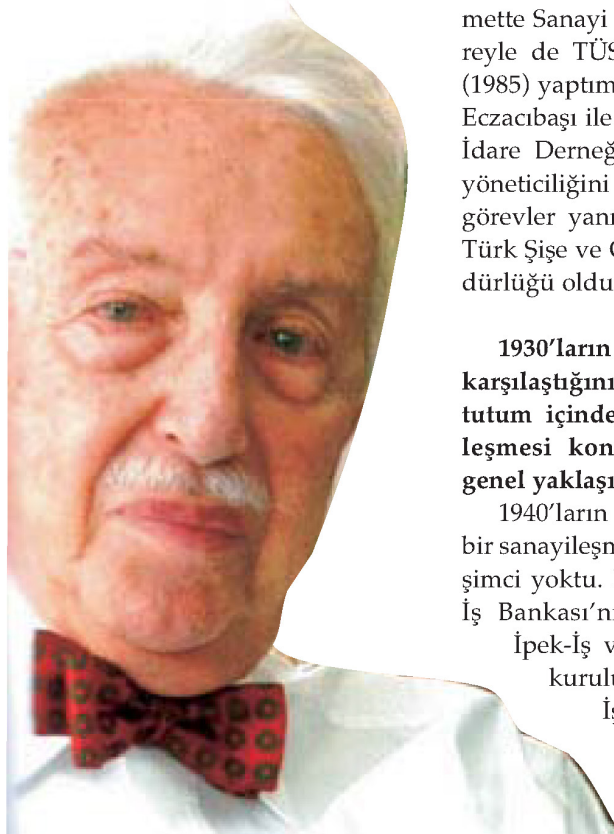 mette Sanayi
reyle de TÜS
(1985) yaptım
Eczacıbaşı ile
İdare Derneğ
yöneticiliğini
görevler yanı
Türk Şişe ve C
dürlüğü oldu
1930'ların
karşılaştığını
tutum içinde
leşmesi kon
genel yaklaşı
1940'ların
bir sanayileşm
şimci yoktu.
İş Bankası'nı
İpek-İş v
kurulu
İş